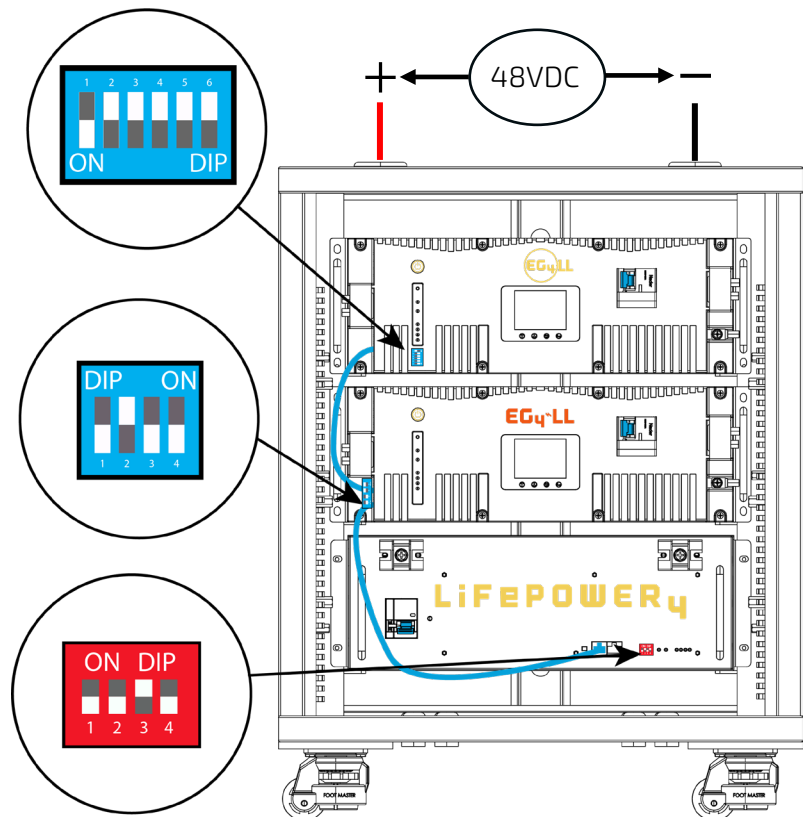 + 48VDC −
1 2 3 4 5 6
ON DIP
EG4-LL
DIP ON
1 2 3 4
EG4-LL
LiFePOWER4
ON DIP
1 2 3 4
FOOT MASTER
FOOT MASTER